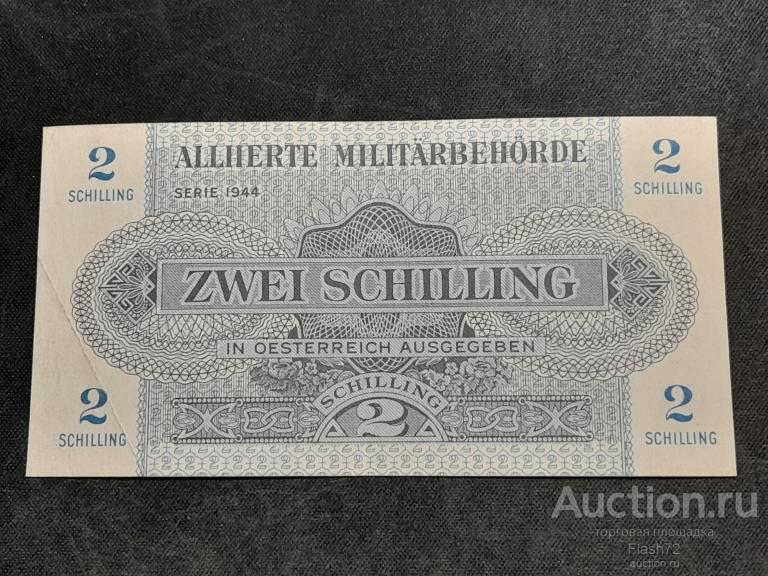 2 ALLIIERTE MILITÄRBEHÖRDE 2
SCHILLING SERIE 1944 SCHILLING
ZWEI SCHILLING
IN OESTERREICH AUSGEGEBEN
SCHILLING
2 2 2
SCHILLING SCHILLING
Auction.ru
торговая площадка
Flash72
auction.ru